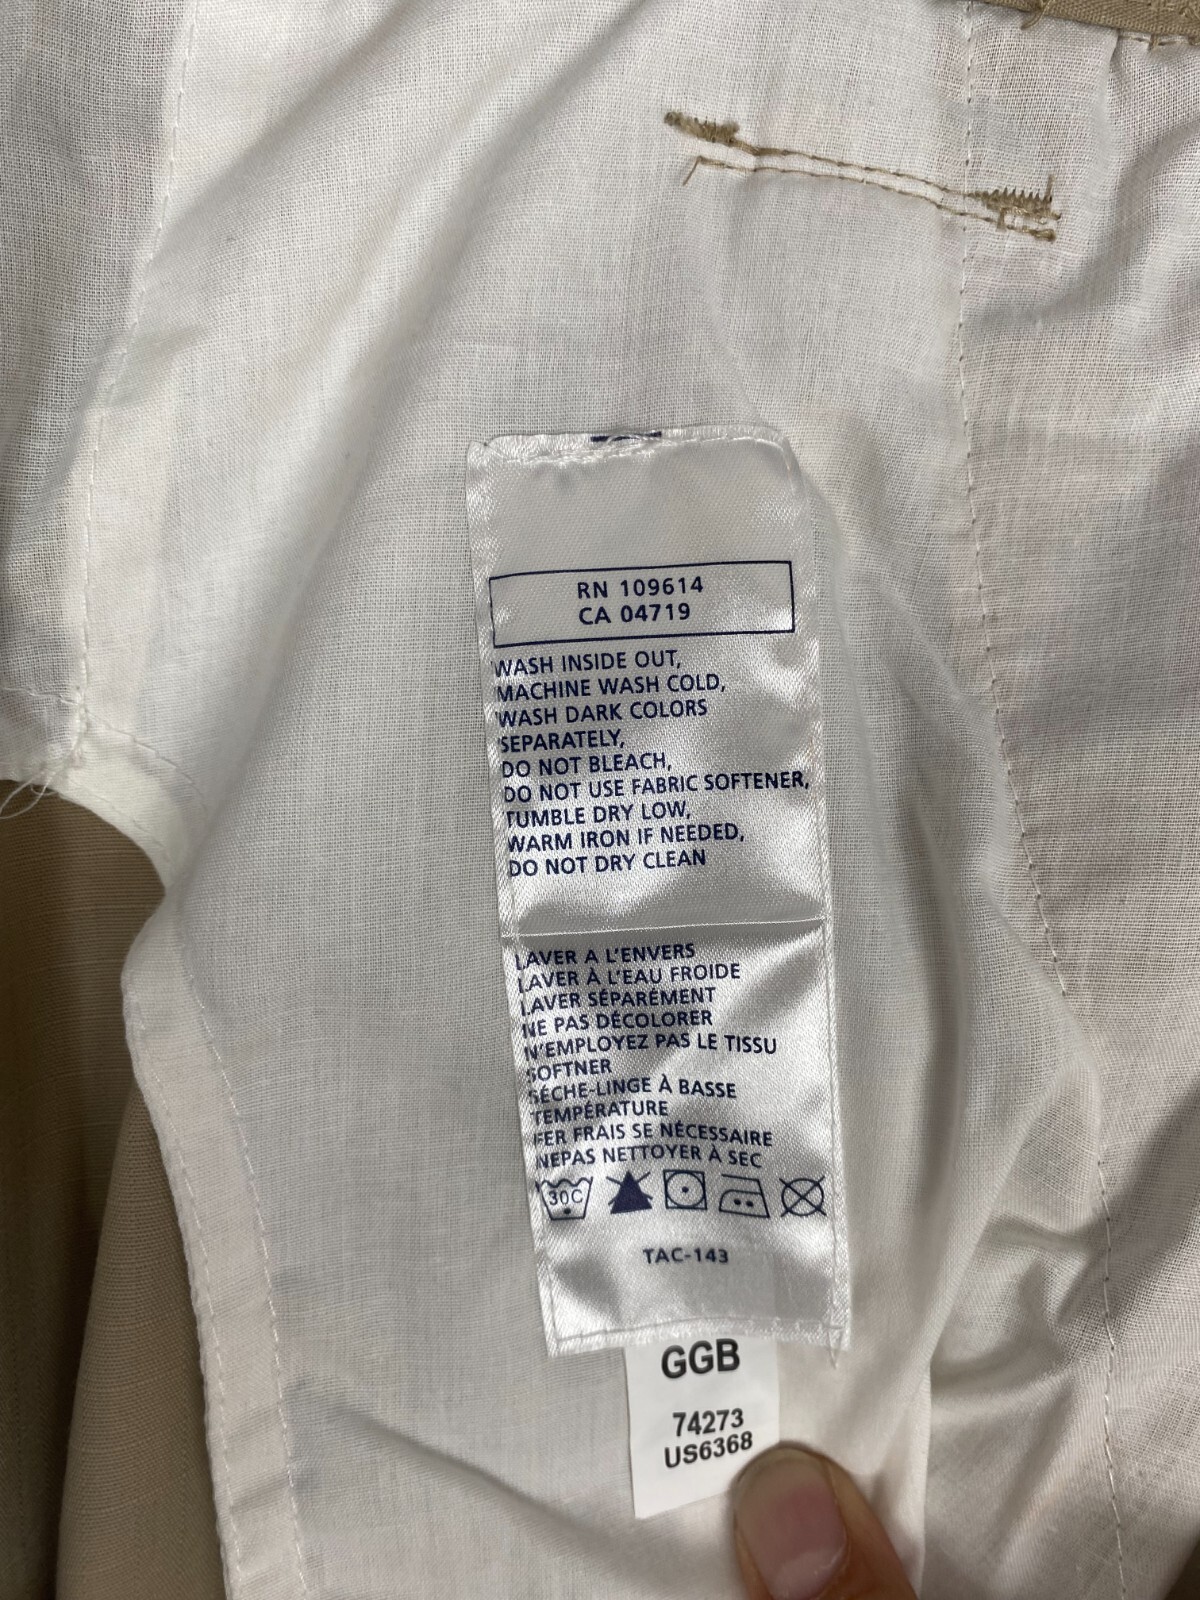 RN 109614
CA 04719
WASH INSIDE OUT,
MACHINE WASH COLD,
WASH DARK COLORS
SEPARATELY,
DO NOT BLEACH,
DO NOT USE FABRIC SOFTENER,
TUMBLE DRY LOW,
WARM IRON IF NEEDED,
DO NOT DRY CLEAN
LAVER A L'ENVERS
LAVER À L'EAU FROIDE
LAVER SÉPARÉMENT
NE PAS DÉCOLORER
N'EMPLOYEZ PAS LE TISSU
SOFTNER
SÉCHE-LINGE À BASSE
TEMPÉRATURE
FER FRAIS SE NÉCESSAIRE
NEPAS NETTOYER À SEC
30C
TAC-143
GGB
74273
US6368